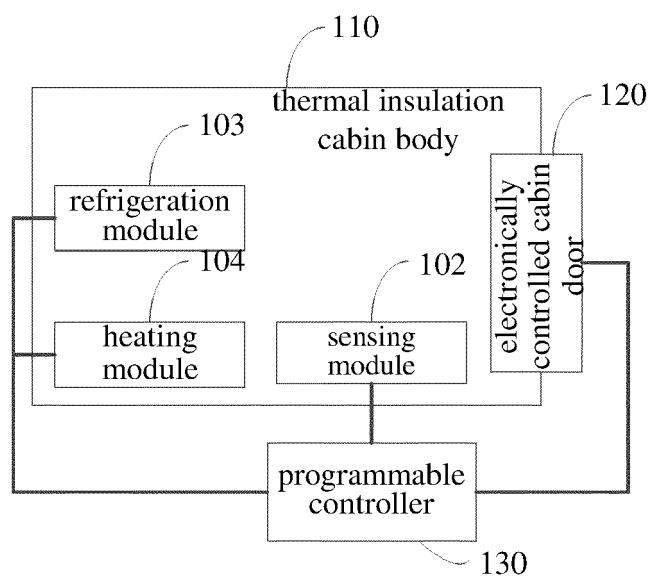 110
thermal insulation
cabin body
120
103
refrigeration
module
electronically
controlled cabin
door
104
heating
module
102
sensing
module
programmable
controller
130